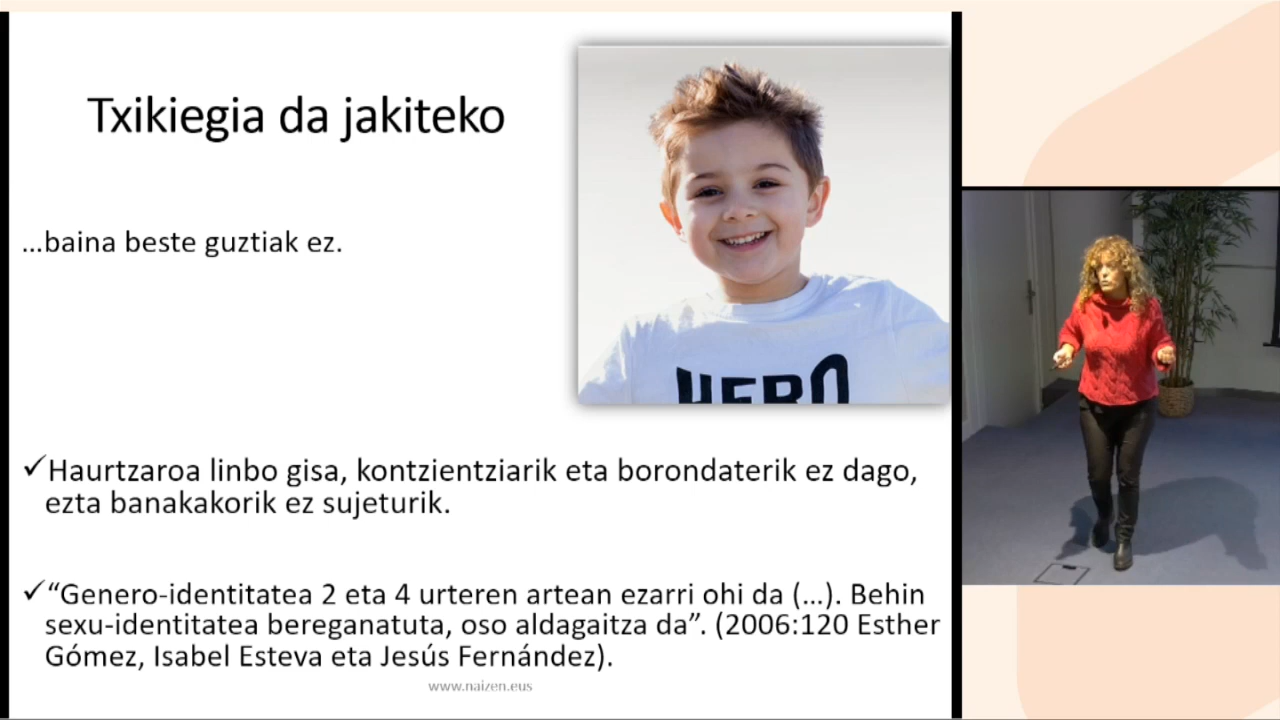 Txikiegia da jakiteko
...baina beste guztiak ez.
HERO
✓Haurtzaroa linbo gisa, kontzientziarik eta borondaterik ez dago,
ezta banakakorik ez sujeturik.
✓“Genero-identitatea 2 eta 4 urteren artean ezarri ohi da (...). Behin
sexu-identitatea bereganatuta, oso aldagaitza da”. (2006:120 Esther
Gómez, Isabel Esteva eta Jesús Fernández).
www.naizen.eus